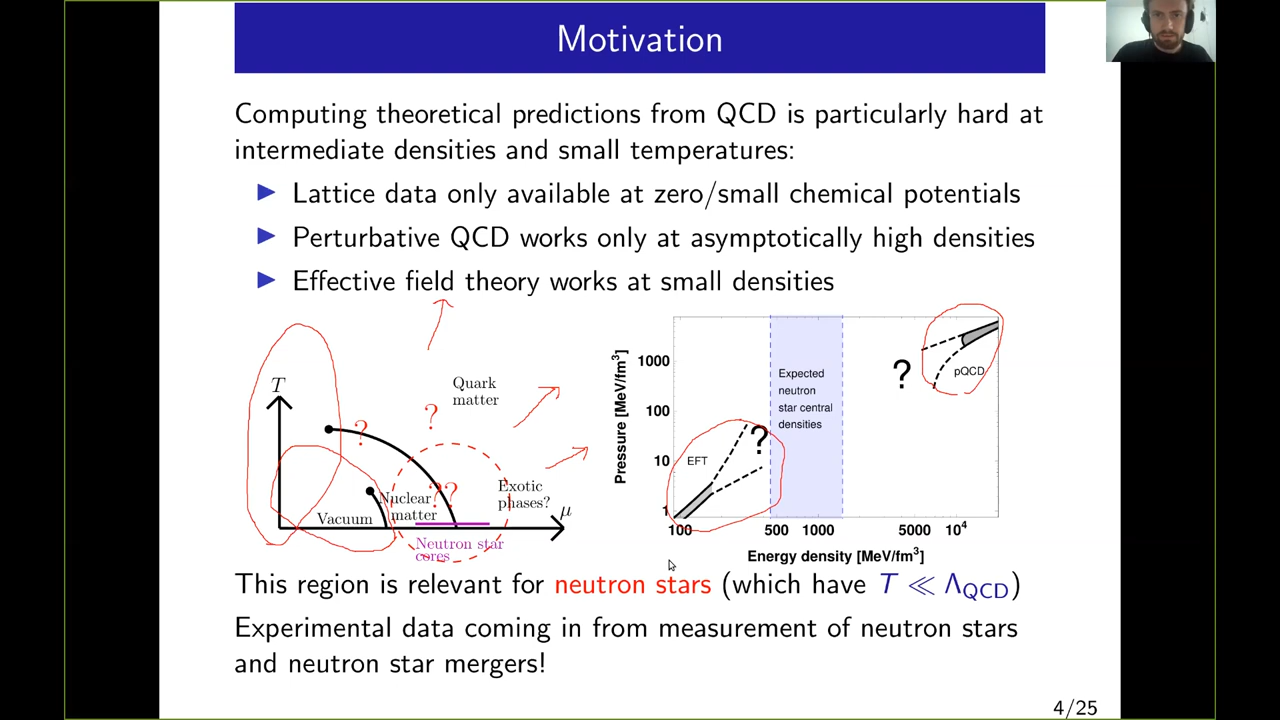 Motivation
Computing theoretical predictions from QCD is particularly hard at
intermediate densities and small temperatures:
▶ Lattice data only available at zero/small chemical potentials
▶ Perturbative QCD works only at asymptotically high densities
▶ Effective field theory works at small densities
T
Quark
matter
?
?
??
Nuclear
matter
Vacuum
Exotic
phases?
μ
Neutron star
cores
Pressure [MeV/fm³]
1000
100
10
1
Expected
neutron
star central
densities
?
pQCD
?
EFT
100 500 1000 5000 10⁴
Energy density [MeV/fm³]
This region is relevant for neutron stars (which have T ≪ Λ_QCD)
Experimental data coming in from measurement of neutron stars
and neutron star mergers!
4/25